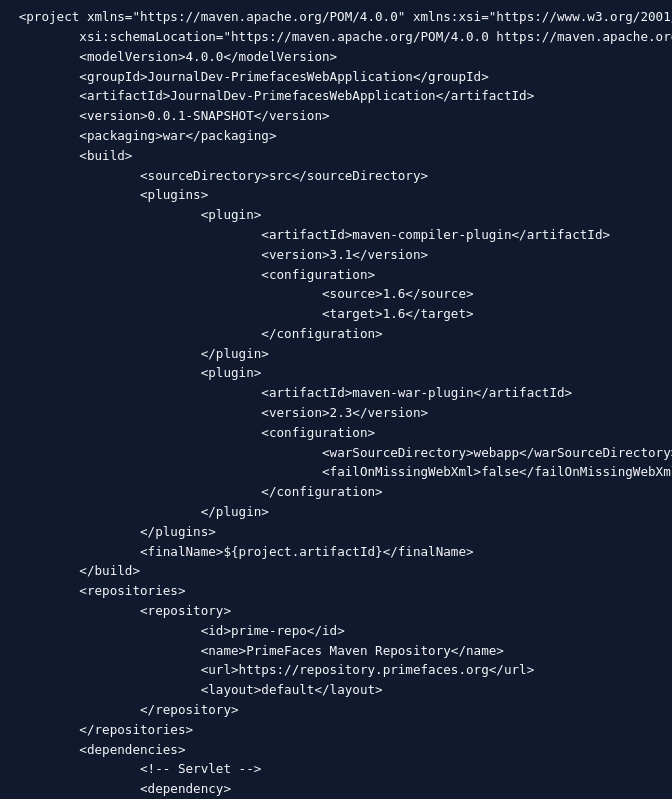 <project xmlns="https://maven.apache.org/POM/4.0.0" xmlns:xsi="https://www.w3.org/2001
xsi:schemaLocation="https://maven.apache.org/POM/4.0.0 https://maven.apache.or
<modelVersion>4.0.0</modelVersion>
<groupId>JournalDev-PrimefacesWebApplication</groupId>
<artifactId>JournalDev-PrimefacesWebApplication</artifactId>
<version>0.0.1-SNAPSHOT</version>
<packaging>war</packaging>
<build>
<sourceDirectory>src</sourceDirectory>
<plugins>
<plugin>
<artifactId>maven-compiler-plugin</artifactId>
<version>3.1</version>
<configuration>
<source>1.6</source>
<target>1.6</target>
</configuration>
</plugin>
<plugin>
<artifactId>maven-war-plugin</artifactId>
<version>2.3</version>
<configuration>
<warSourceDirectory>webapp</warSourceDirectory>
<failOnMissingWebXml>false</failOnMissingWebXm
</configuration>
</plugin>
</plugins>
<finalName>${project.artifactId}</finalName>
</build>
<repositories>
<repository>
<id>prime-repo</id>
<name>PrimeFaces Maven Repository</name>
<url>https://repository.primefaces.org</url>
<layout>default</layout>
</repository>
</repositories>
<dependencies>
<!-- Servlet -->
<dependency>